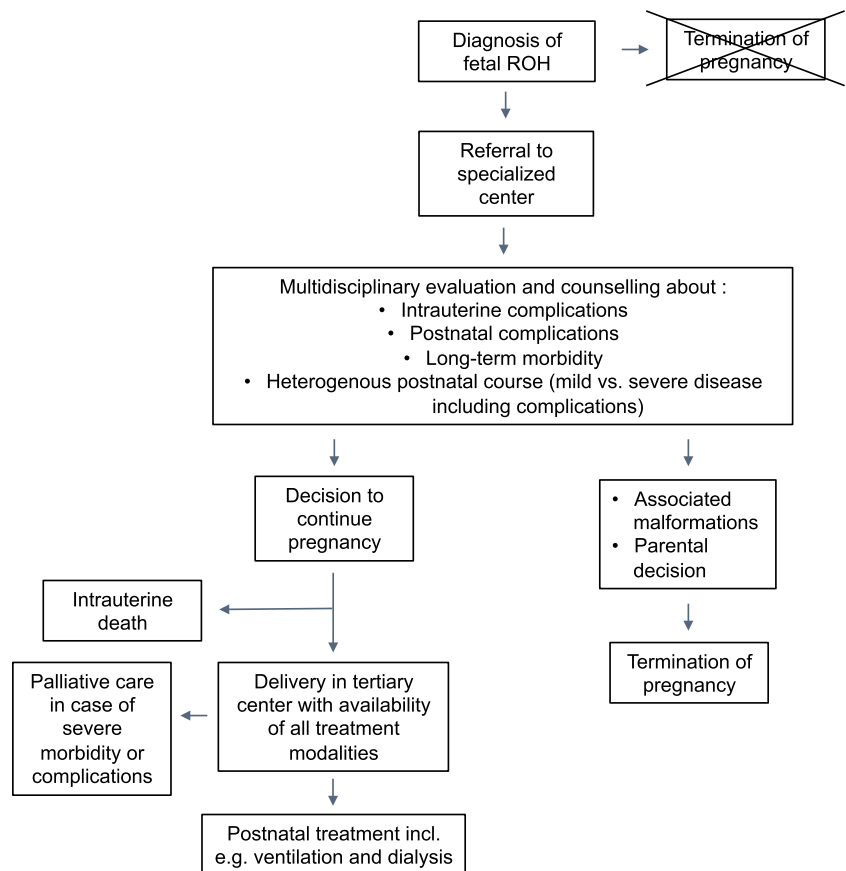 Diagnosis of
fetal ROH
Termination of
pregnancy
Referral to
specialized
center
Multidisciplinary evaluation and counselling about :
• Intrauterine complications
• Postnatal complications
• Long-term morbidity
• Heterogenous postnatal course (mild vs. severe disease
including complications)
Decision to
continue
pregnancy
• Associated
malformations
• Parental
decision
Intrauterine
death
Termination of
pregnancy
Palliative care
in case of
severe
morbidity or
complications
Delivery in tertiary
center with availability
of all treatment
modalities
Postnatal treatment incl.
e.g. ventilation and dialysis